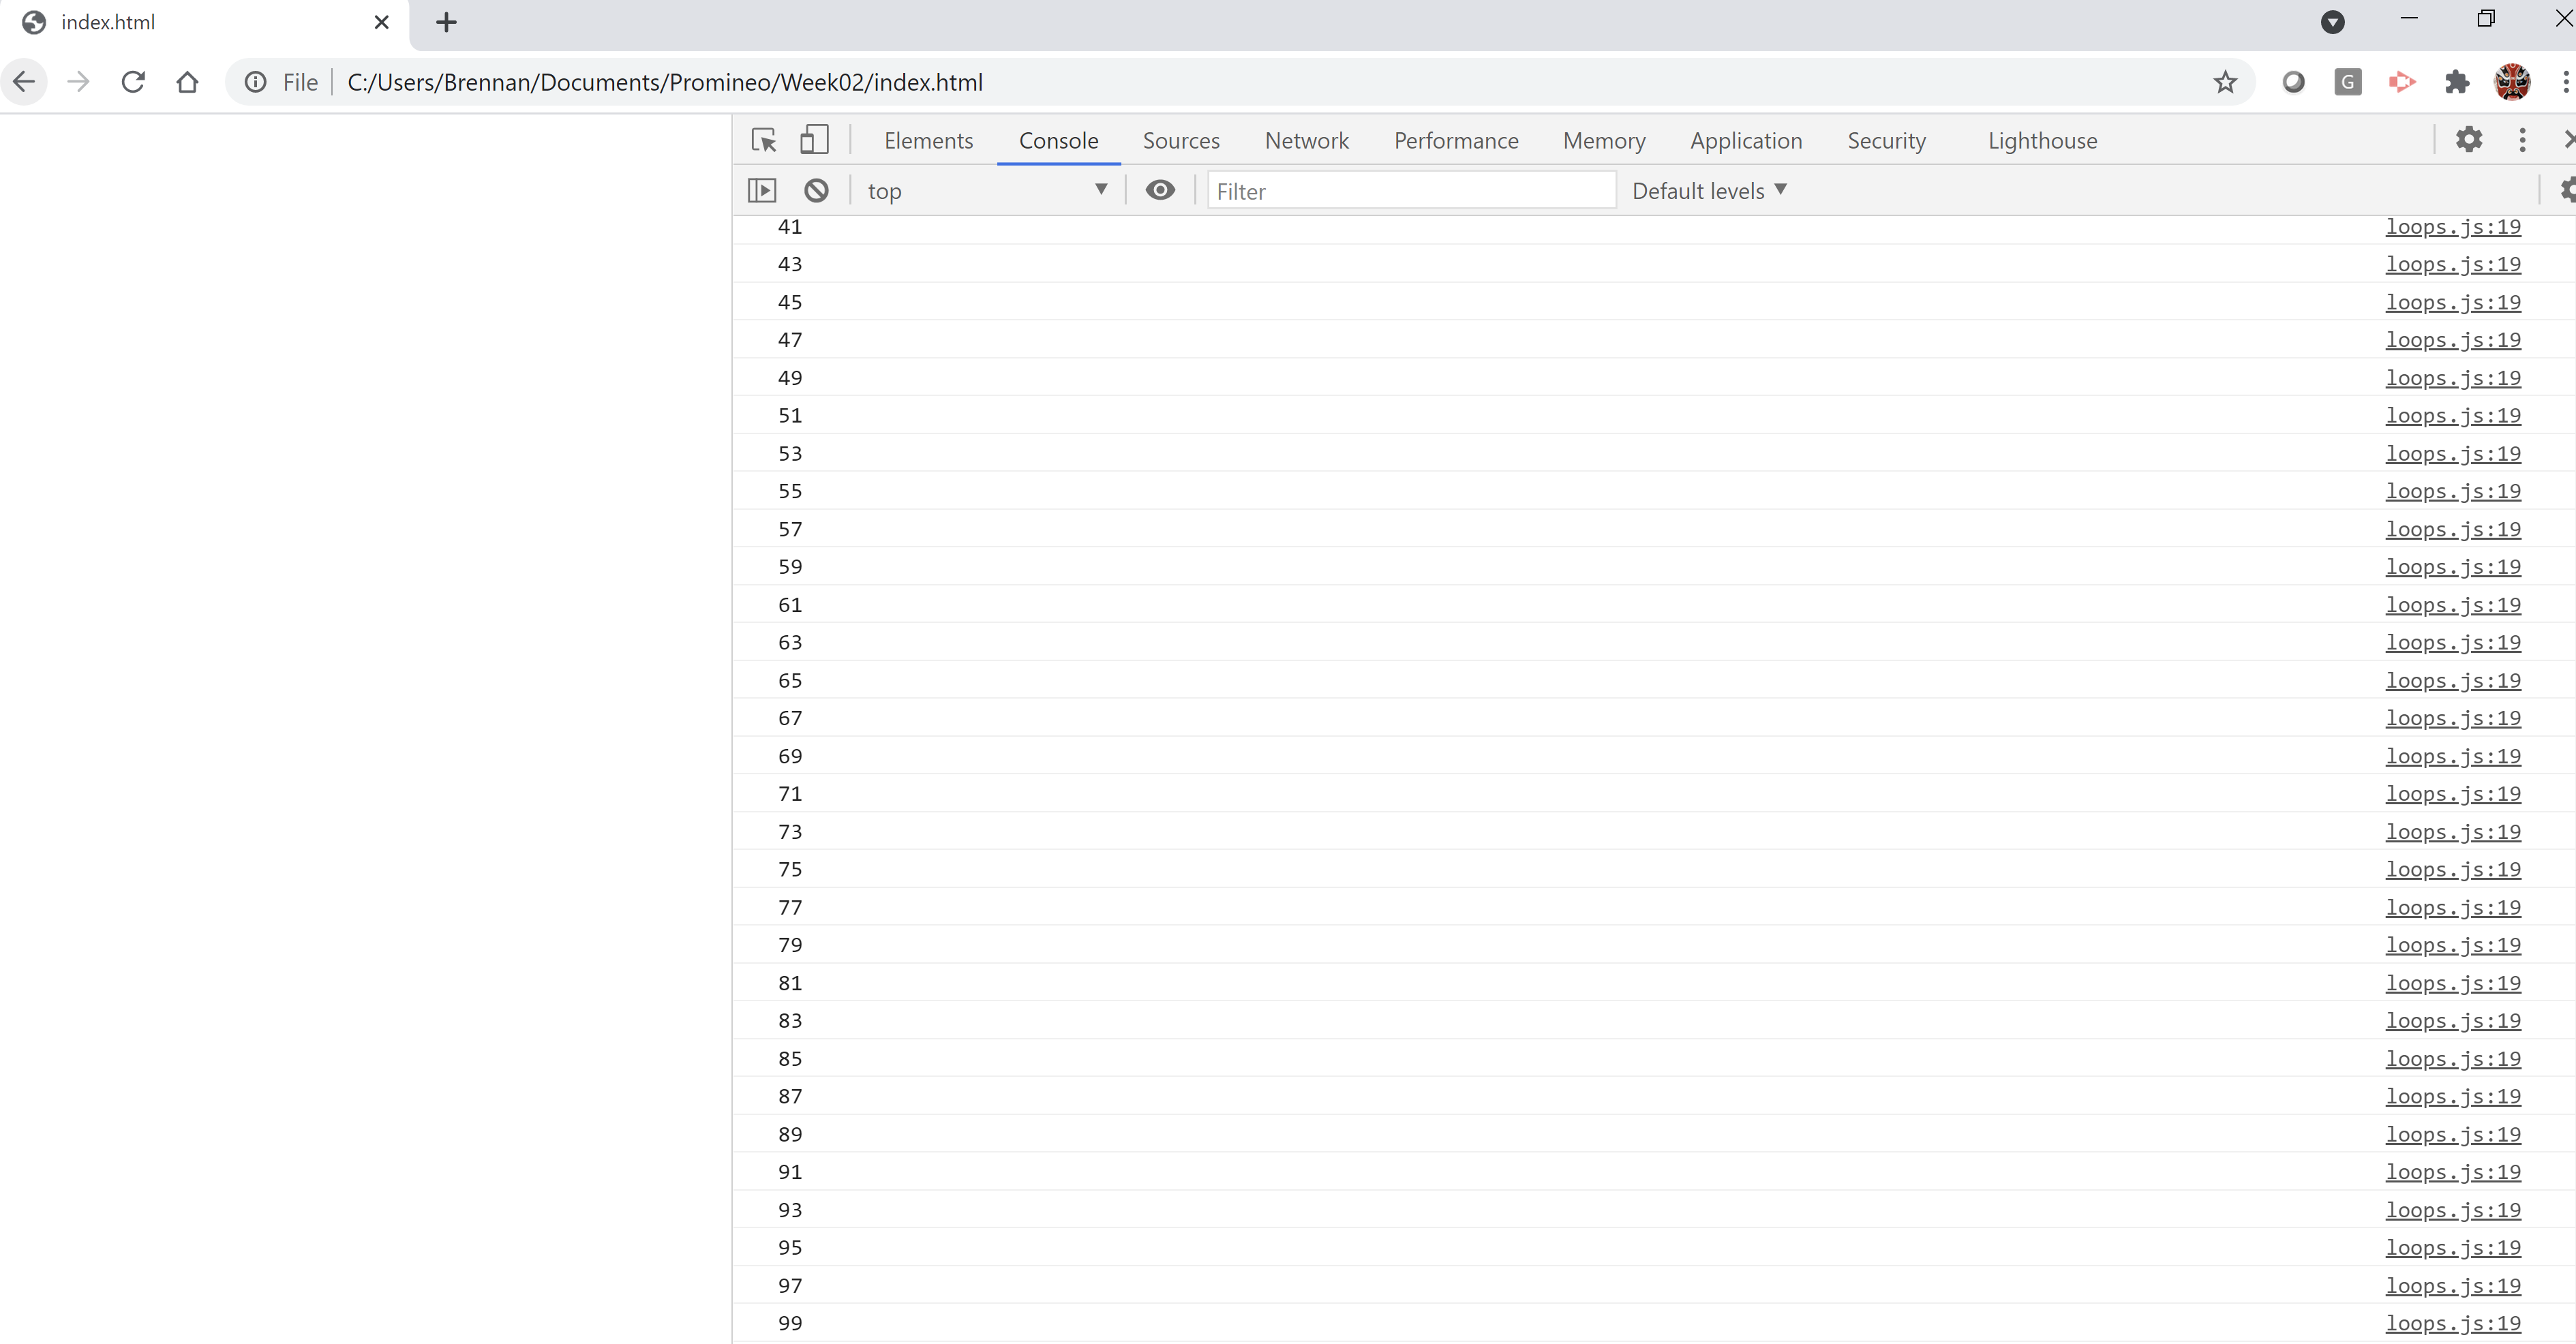 index.html
File C:/Users/Brennan/Documents/Promineo/Week02/index.html
G
Elements Console Sources Network Performance Memory Application Security Lighthouse
top Filter Default levels
41 loops.js:19
43 loops.js:19
45 loops.js:19
47 loops.js:19
49 loops.js:19
51 loops.js:19
53 loops.js:19
55 loops.js:19
57 loops.js:19
59 loops.js:19
61 loops.js:19
63 loops.js:19
65 loops.js:19
67 loops.js:19
69 loops.js:19
71 loops.js:19
73 loops.js:19
75 loops.js:19
77 loops.js:19
79 loops.js:19
81 loops.js:19
83 loops.js:19
85 loops.js:19
87 loops.js:19
89 loops.js:19
91 loops.js:19
93 loops.js:19
95 loops.js:19
97 loops.js:19
99 loops.js:19